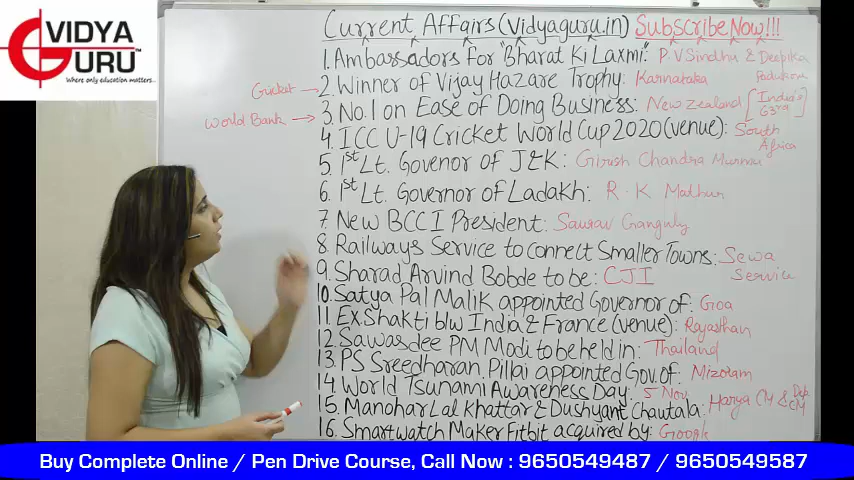 VIDYA
GURU™
Where only education matters...
Current Affairs (Vidyaguru.in) Subscribe Now!!!
1. Ambassadors for "Bharat Ki Laxmi": P V Sindhu & Deepika Padukone
Cricket → 2. Winner of Vijay Hazare Trophy: Karnataka
World Bank → 3. No. 1 on Ease of Doing Business: New Zealand [India's 63rd]
4. ICC U-19 Cricket World Cup 2020 (venue): South Africa
5. 1st Lt. Govenor of J&K: Girish Chandra Murmu
6. 1st Lt. Governor of Ladakh: R. K Mathur
7. New BCCI President: Saurav Ganguly
8. Railways Service to connect Smaller Towns: Sewa Service
9. Sharad Arvind Bobde to be: CJI
10. Satya Pal Malik appointed Governor of: Goa
11. Ex. Shakti b/w India & France (venue): Rajasthan
12. Sawasdee PM Modi to be held in: Thailand
13. PS Sreedharan Pillai appointed Gov. of: Mizoram
14. World Tsunami Awareness Day: 5 Nov
15. Manohar Lal Khattar & Dushyant Chautala: Harya CM & Dep. CM
16. Smartwatch Maker Fitbit acquired by: Google
Buy Complete Online / Pen Drive Course, Call Now : 9650549487 / 9650549587